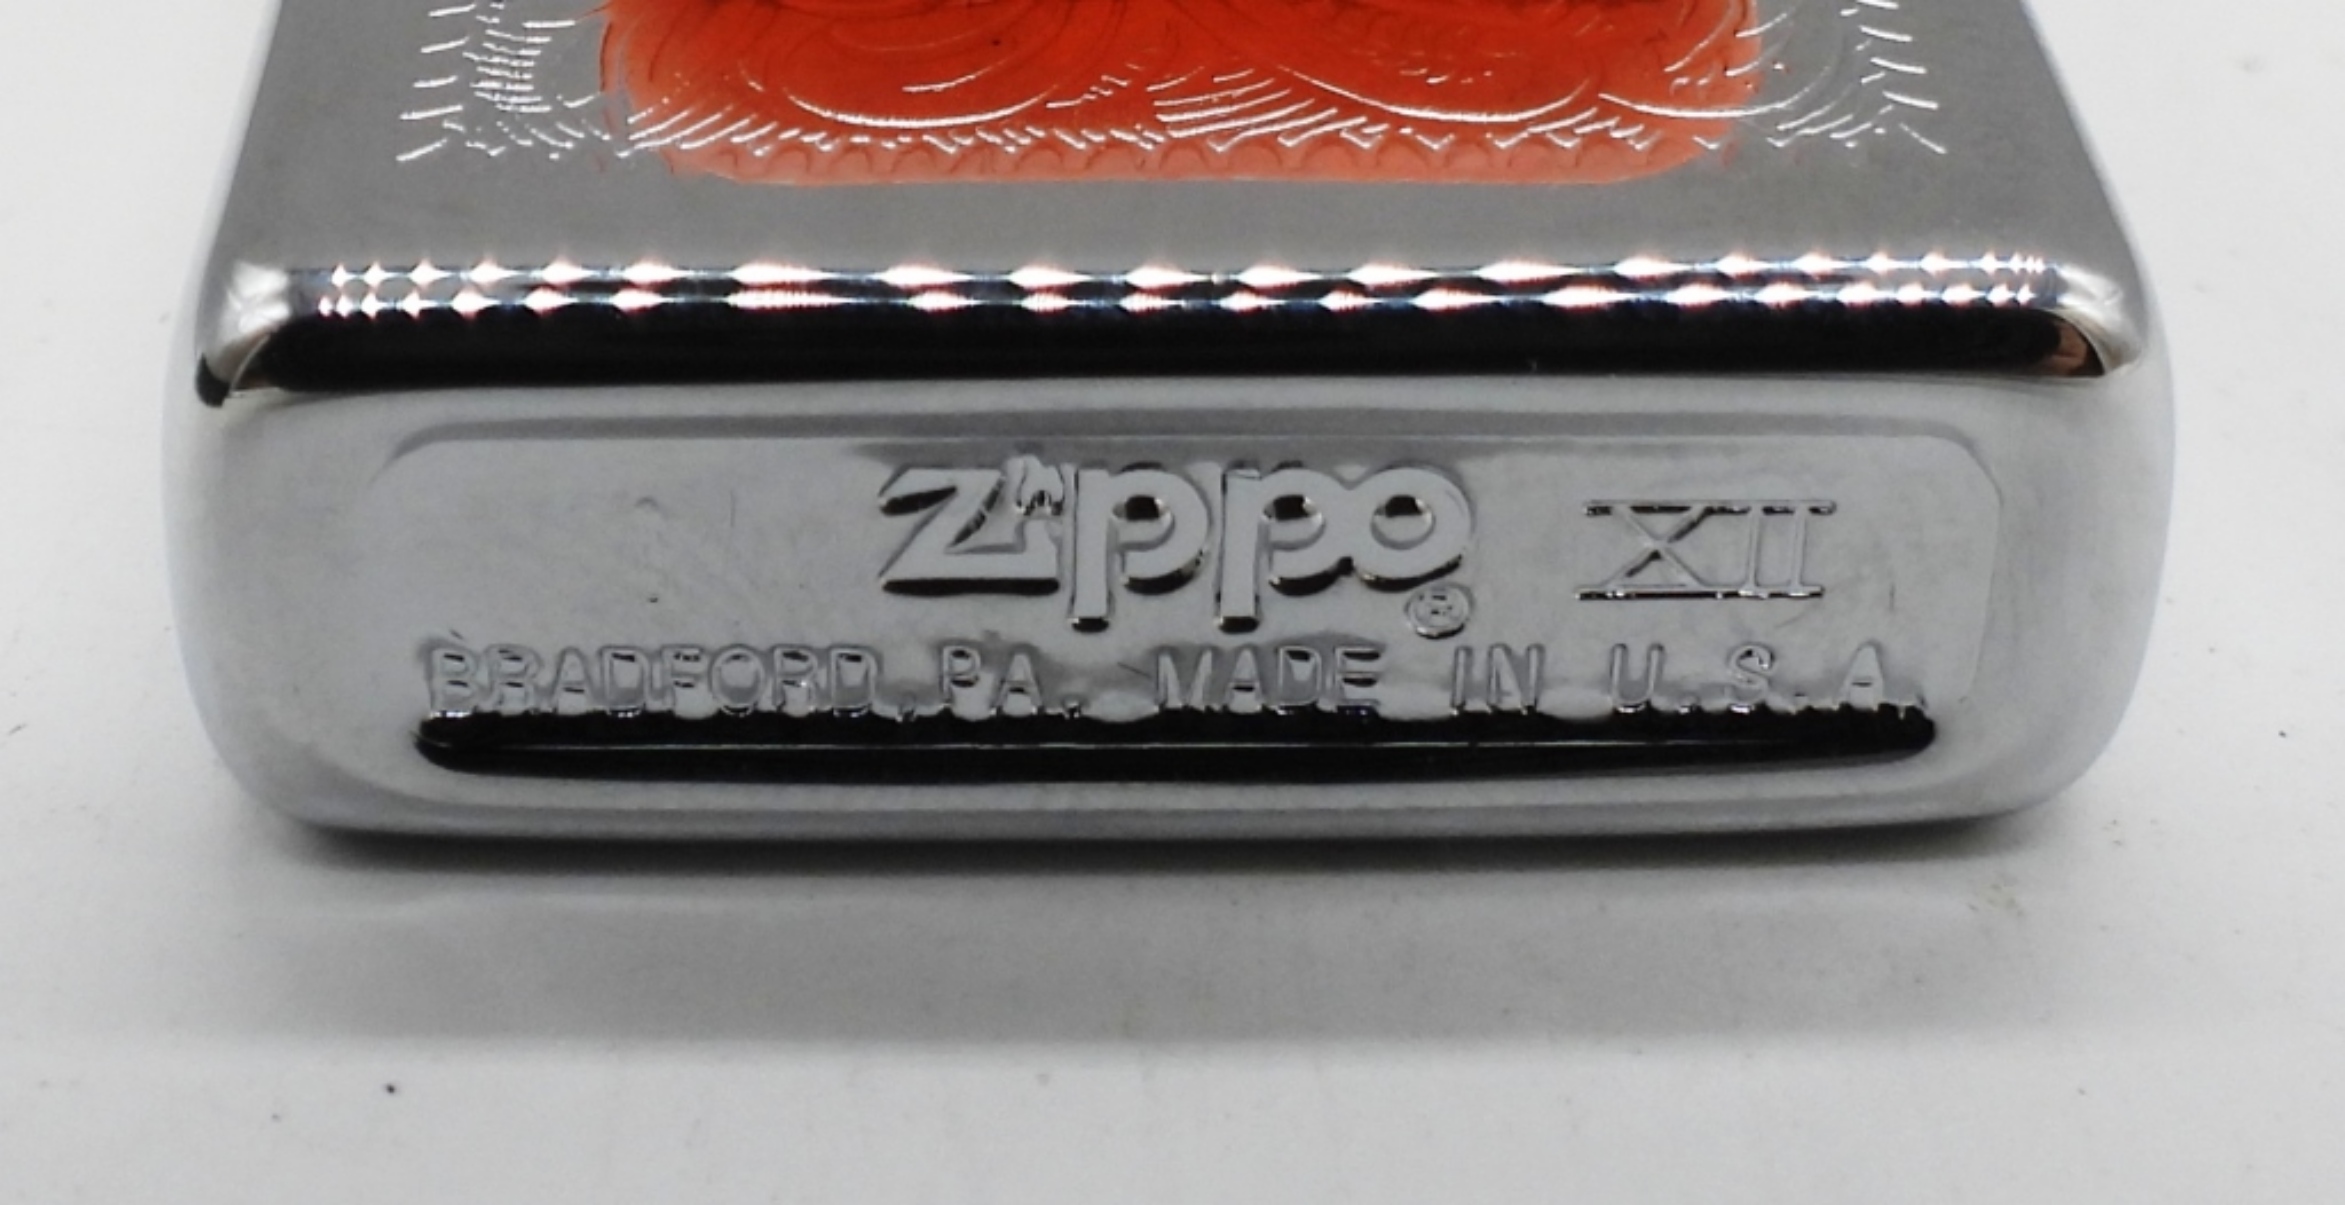 zippo® XII
BRADFORD, PA. MADE IN U.S.A.